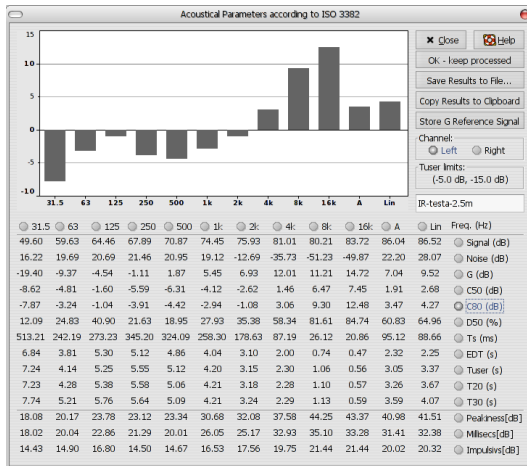 Acoustical Parameters according to ISO 3382
15
10
5
0
-5
-10
31.5 63 125 250 500 1k 2k 4k 8k 16k A Lin
Close Help
OK - keep processed
Save Results to File...
Copy Results to Clipboard
Store G Reference Signal
Channel:
Left Right
Tuser limits:
(-5.0 dB, -15.0 dB)
IR-testa-2.5m
31.5 63 125 250 500 1k 2k 4k 8k 16k A Lin Freq. (Hz)
49.60 59.63 64.46 67.89 70.87 74.45 75.93 81.01 80.21 83.72 86.04 86.52 Signal (dB)
16.22 19.69 20.69 21.46 20.95 19.12 -12.69 -35.73 -51.23 -49.87 22.20 28.07 Noise (dB)
-19.40 -9.37 -4.54 -1.11 1.87 5.45 6.93 12.01 11.21 14.72 7.04 9.52 G (dB)
-8.62 -4.81 -1.60 -5.59 -6.31 -4.12 -2.62 1.46 6.47 7.45 1.91 2.68 C50 (dB)
-7.87 -3.24 -1.04 -3.91 -4.42 -2.94 -1.08 3.06 9.30 12.48 3.47 4.27 C80 (dB)
12.09 24.83 40.90 21.63 18.95 27.93 35.38 58.34 81.61 84.74 60.83 64.96 D50 (%)
513.21 242.19 273.23 345.20 324.09 258.30 178.63 87.19 26.12 20.86 95.12 88.66 Ts (ms)
6.84 3.81 5.30 5.12 4.86 4.04 3.10 2.00 0.74 0.47 2.32 2.25 EDT (s)
7.24 4.14 5.25 5.55 5.12 4.20 3.15 2.30 1.06 0.56 3.05 3.37 Tuser (s)
7.23 4.28 5.38 5.58 5.06 4.21 3.18 2.28 1.10 0.57 3.26 3.67 T20 (s)
7.74 5.21 5.76 5.64 5.09 4.21 3.24 2.29 1.13 0.59 3.59 4.07 T30 (s)
18.08 20.17 23.78 23.12 23.34 30.68 32.08 37.58 44.25 43.37 40.98 41.51 Peakiness[dB]
18.02 20.04 22.86 21.29 20.01 26.05 25.17 32.93 35.10 33.28 31.41 32.38 Millisecs[dB]
14.43 14.90 16.80 14.50 14.67 16.53 17.56 19.75 21.44 21.44 20.02 20.32 Impulsivs[dB]